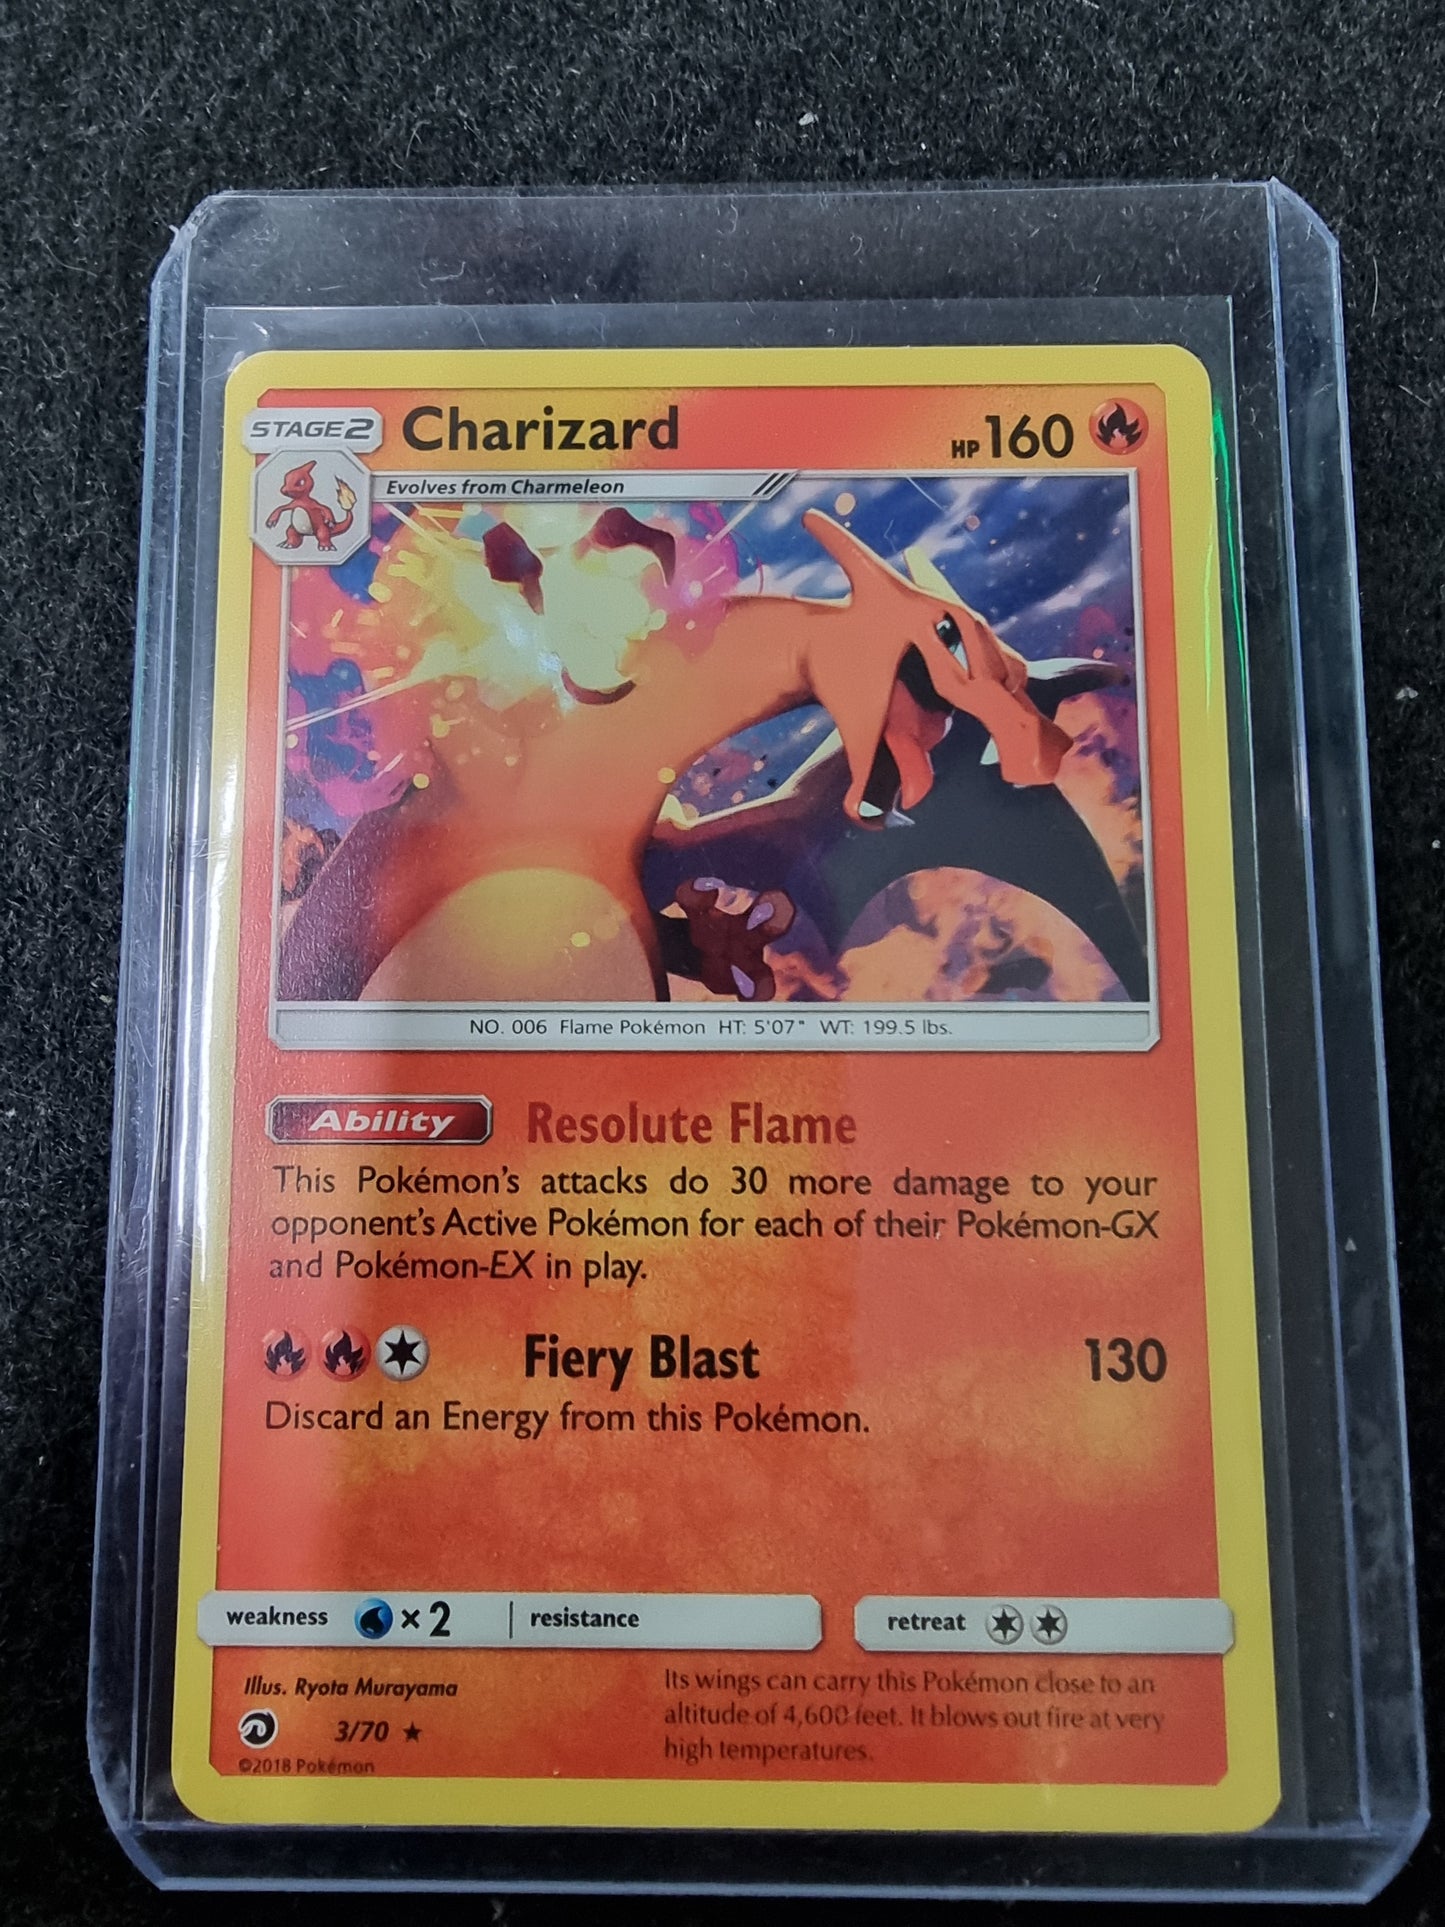 STAGE 2 Charizard HP 160
Evolves from Charmeleon
NO. 006 Flame Pokémon HT: 5'07" WT: 199.5 lbs.
Ability Resolute Flame
This Pokémon's attacks do 30 more damage to your
opponent's Active Pokémon for each of their Pokémon-GX
and Pokémon-EX in play.
Fiery Blast 130
Discard an Energy from this Pokémon.
weakness ×2 resistance retreat
Illus. Ryota Murayama
3/70 ★
©2018 Pokémon
Its wings can carry this Pokémon close to an
altitude of 4,600 feet. It blows out fire at very
high temperatures.